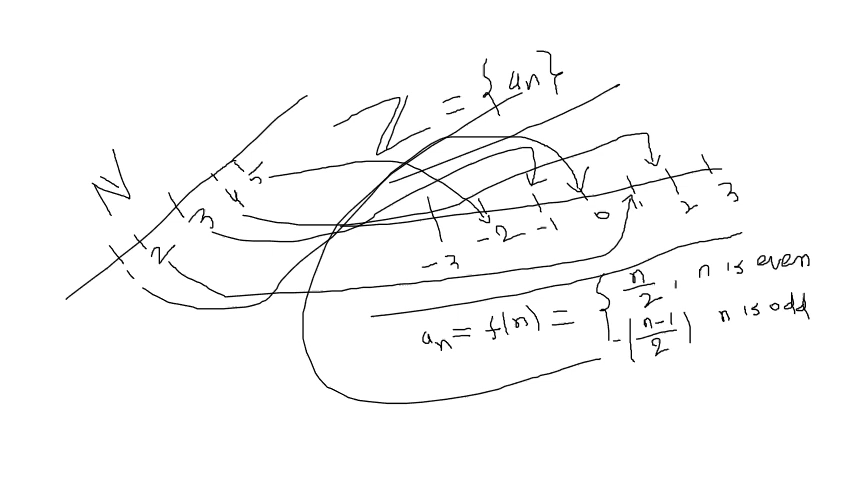 Z = {an}
N
2 3 4 5
-3 -2 -1 0 1 2 3
an = f(n) = { n/2, n is even
-(n-1/2) n is odd